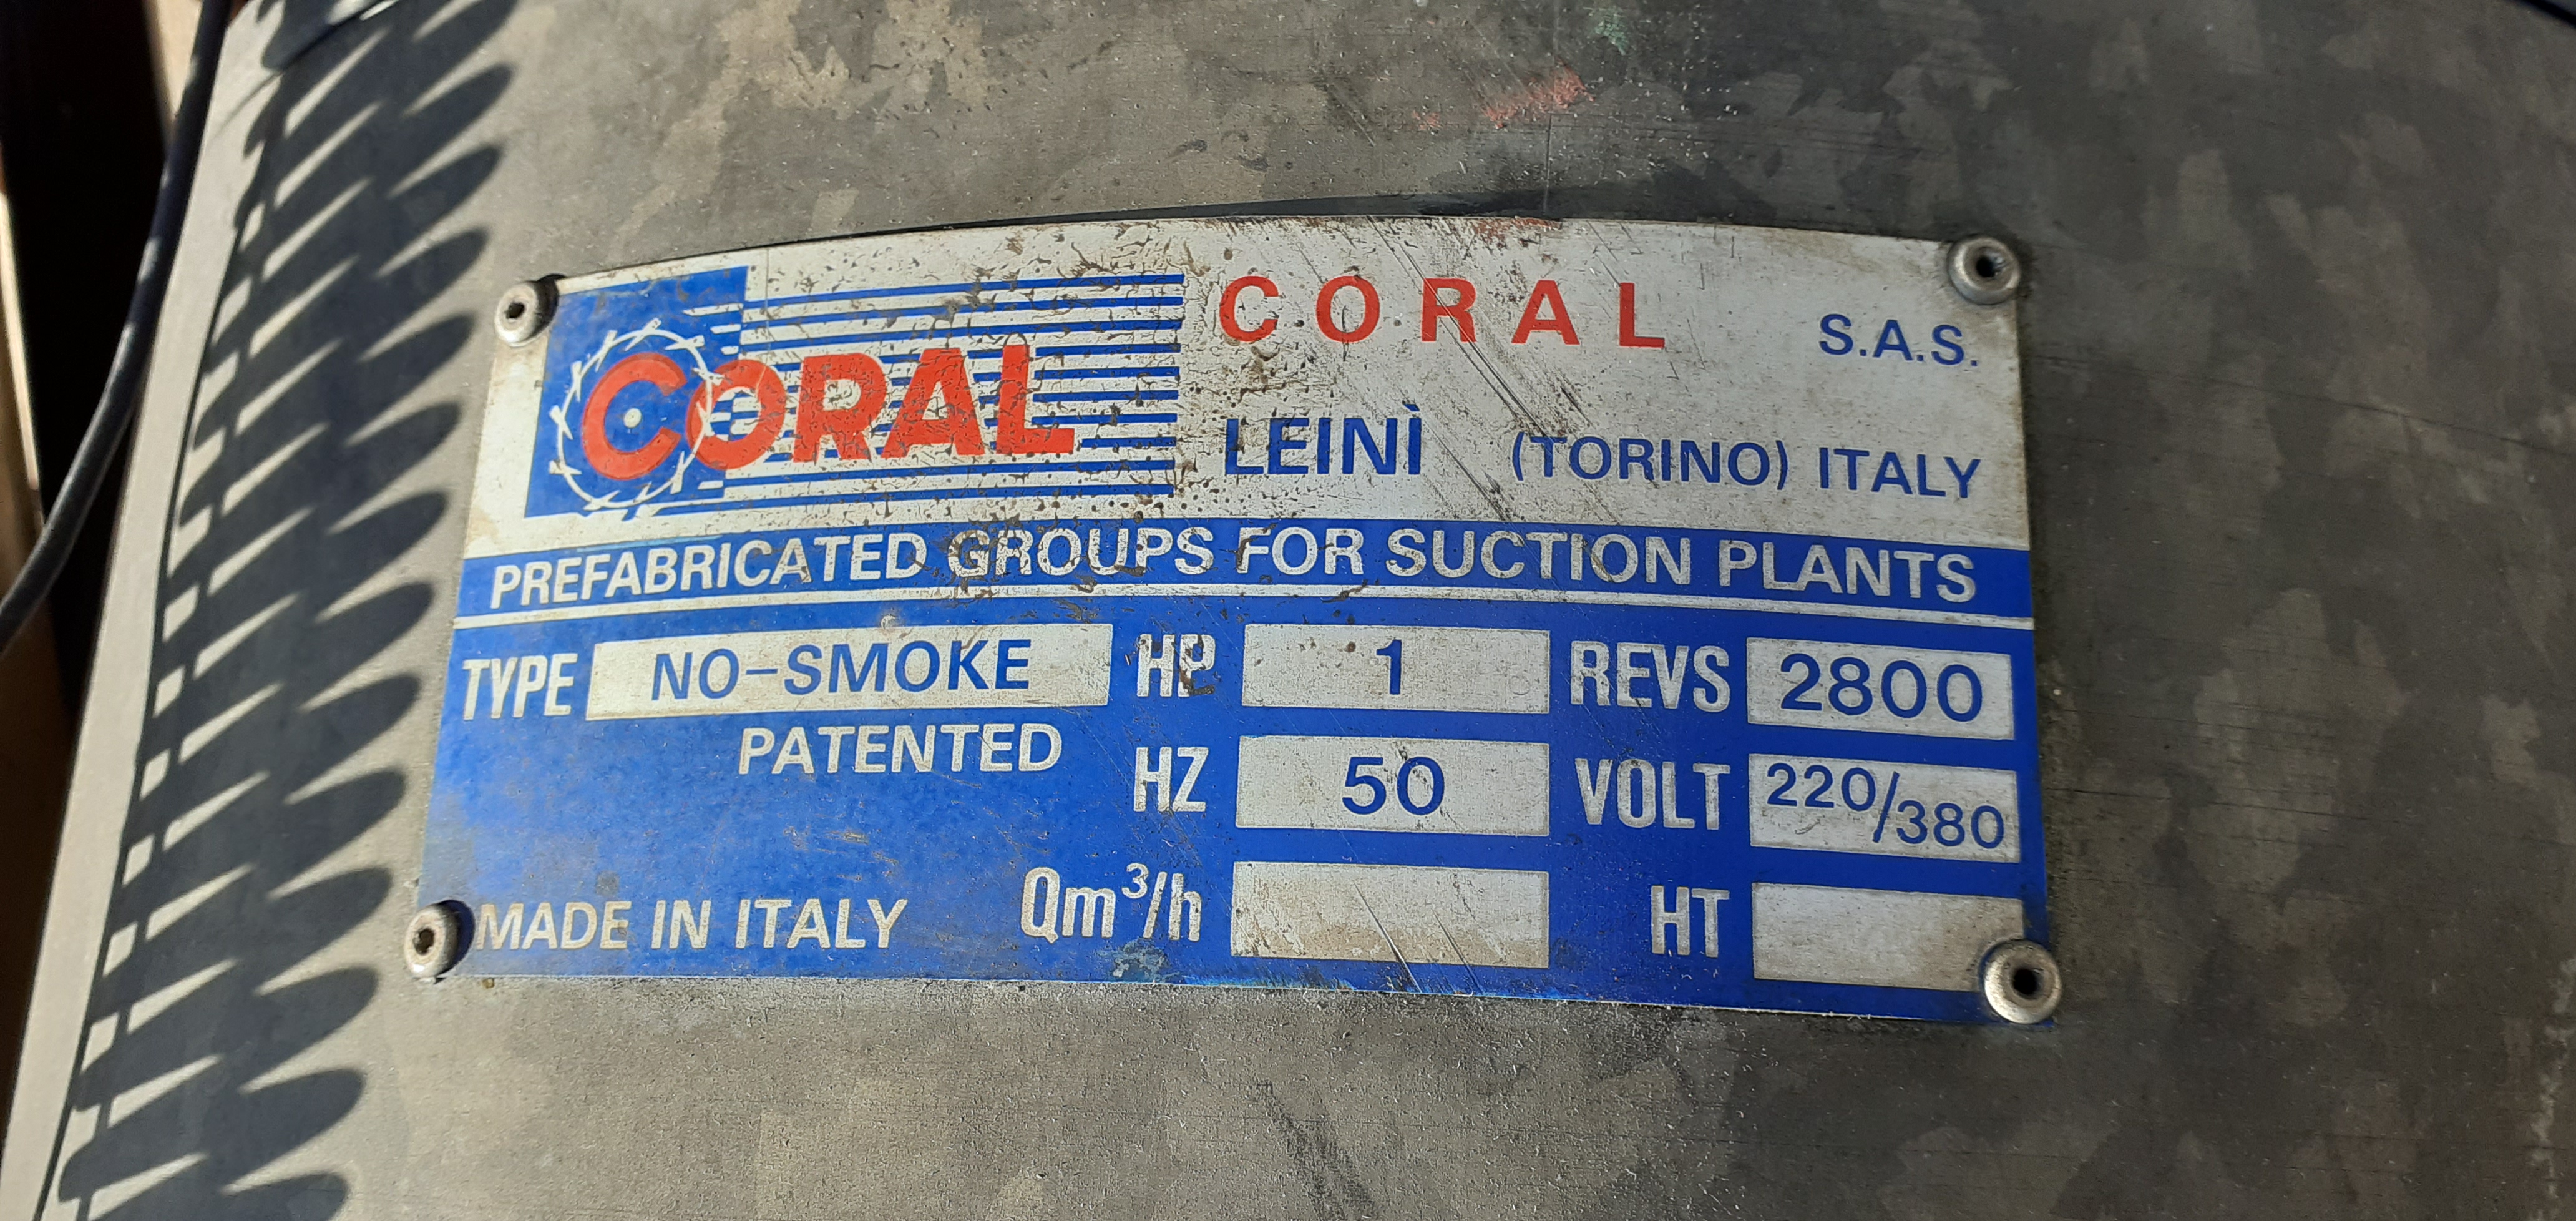 CORAL
CORAL S.A.S.
LEINÌ (TORINO) ITALY
PREFABRICATED GROUPS FOR SUCTION PLANTS
TYPE NO-SMOKE HP 1 REVS 2800
PATENTED
HZ 50 VOLT 220/380
MADE IN ITALY Qm³/h HT